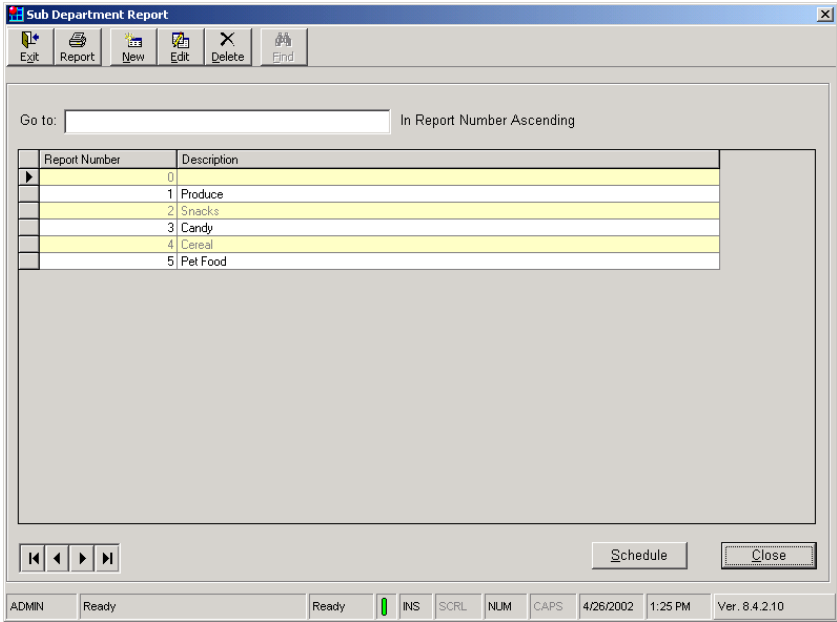 Sub Department Report
Exit Report New Edit Delete Find
Go to: In Report Number Ascending
Report Number Description
0
1 Produce
2 Snacks
3 Candy
4 Cereal
5 Pet Food
Schedule Close
ADMIN Ready Ready INS SCRL NUM CAPS 4/26/2002 1:25 PM Ver. 8.4.2.10